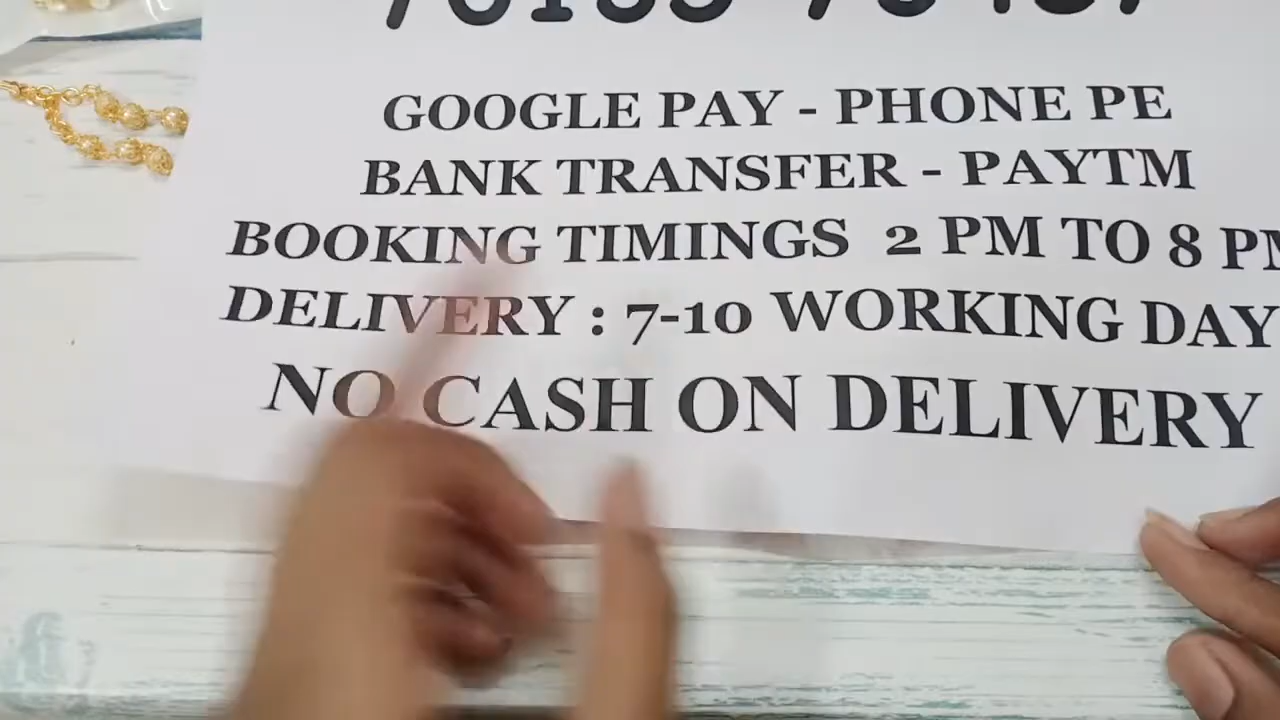 GOOGLE PAY - PHONE PE
BANK TRANSFER - PAYTM
BOOKING TIMINGS 2 PM TO 8 PM
DELIVERY : 7-10 WORKING DAY
NO CASH ON DELIVERY